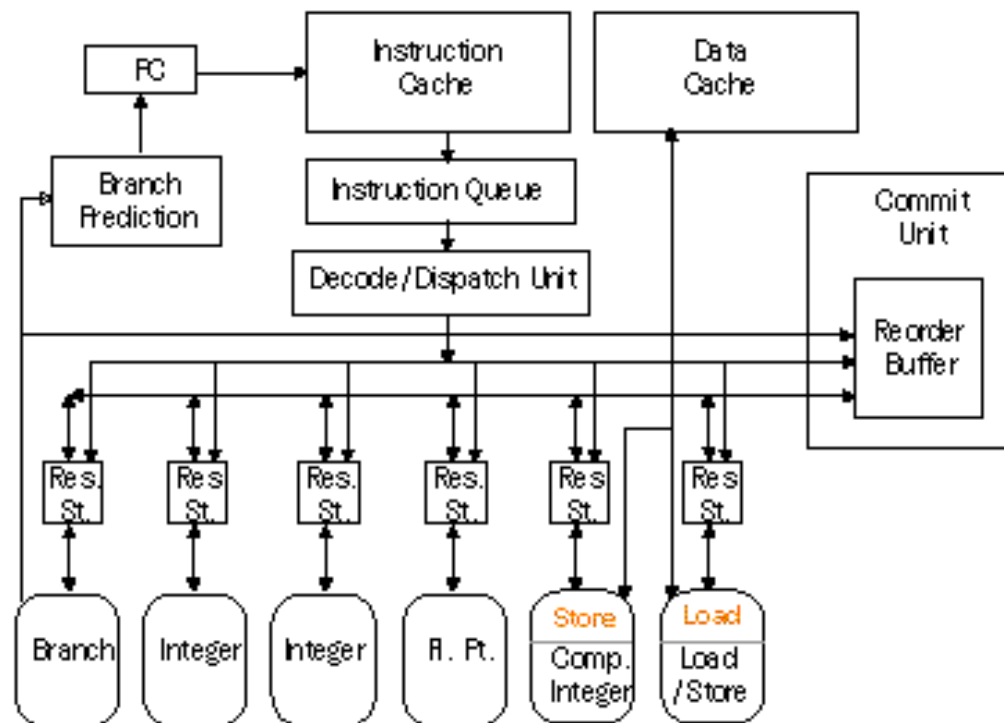 PC
Instruction
Cache
Data
Cache
Branch
Prediction
Instruction Queue
Commit
Unit
Decode/Dispatch Unit
Reorder
Buffer
Res.
St.
Res
St.
Res.
St.
Res.
St.
Res
St.
Res
St.
Branch
Integer
Integer
Fl. Pt.
Store
Comp.
Integer
Load
Load
/Store